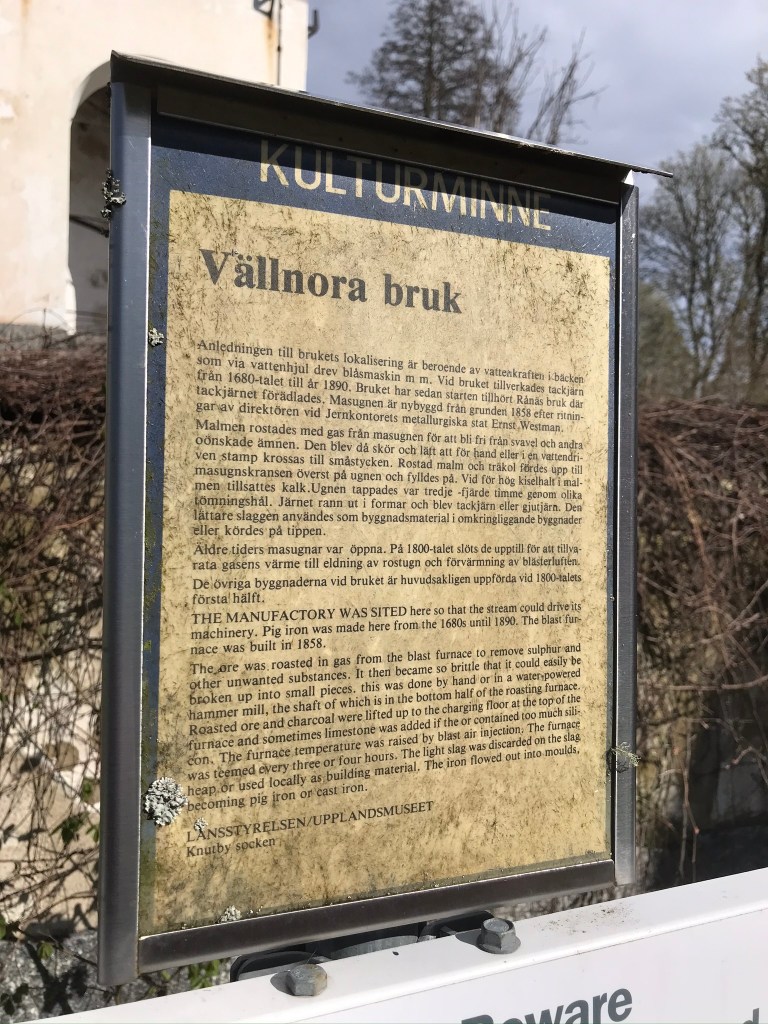 KULTURMINNE
Vällnora bruk
Anledningen till brukets lokalisering är beroende av vattenkraften i bäcken
som via vattenhjul drev blåsmaskin m m. Vid bruket tillverkades tackjärn
från 1680-talet till år 1890. Bruket har sedan starten tillhört Rånäs bruk där
tackjärnet förädlades. Masugnen är nybyggd från grunden 1858 efter ritnin-
gar av direktören vid Jernkontorets metallurgiska stat Ernst Westman.
Malmen rostades med gas från masugnen för att bli fri från svavel och andra
oönskade ämnen. Den blev då skör och lätt att för hand eller i en vattendri-
ven stamp krossas till småstycken. Rostad malm och träkol fördes upp till
masugnskransen överst på ugnen och fylldes på. Vid för hög kiselhalt i mal-
men tillsattes kalk.Ugnen tappades var tredje -fjärde timme genom olika
tömningshål. Järnet rann ut i formar och blev tackjärn eller gjutjärn. Den
lättare slaggen användes som byggnadsmaterial i omkringliggande byggnader
eller kördes på tippen.
Äldre tiders masugnar var öppna. På 1800-talet slöts de upptill för att tillva-
rata gasens värme till eldning av rostugn och förvärmning av blästerluften.
De övriga byggnaderna vid bruket är huvudsakligen uppförda vid 1800-talets
första hälft.
THE MANUFACTORY WAS SITED here so that the stream could drive its
machinery. Pig iron was made here from the 1680s until 1890. The blast fur-
nace was built in 1858.
The ore was roasted in gas from the blast furnace to remove sulphur and
other unwanted substances. It then became so brittle that it could easily be
broken up into small pieces. this was done by hand or in a water-powered
hammer mill, the shaft of which is in the bottom half of the roasting furnace.
Roasted ore and charcoal were lifted up to the charging floor at the top of the
furnace and sometimes limestone was added if the or contained too much sili-
con. The furnace temperature was raised by blast air injection. The furnace
was teemed every three or four hours. The light slag was discarded on the slag
heap or used locally as building material. The iron flowed out into moulds,
becoming pig iron or cast iron.
LÄNSSTYRELSEN/UPPLANDSMUSEET
Knutby socken
Beware